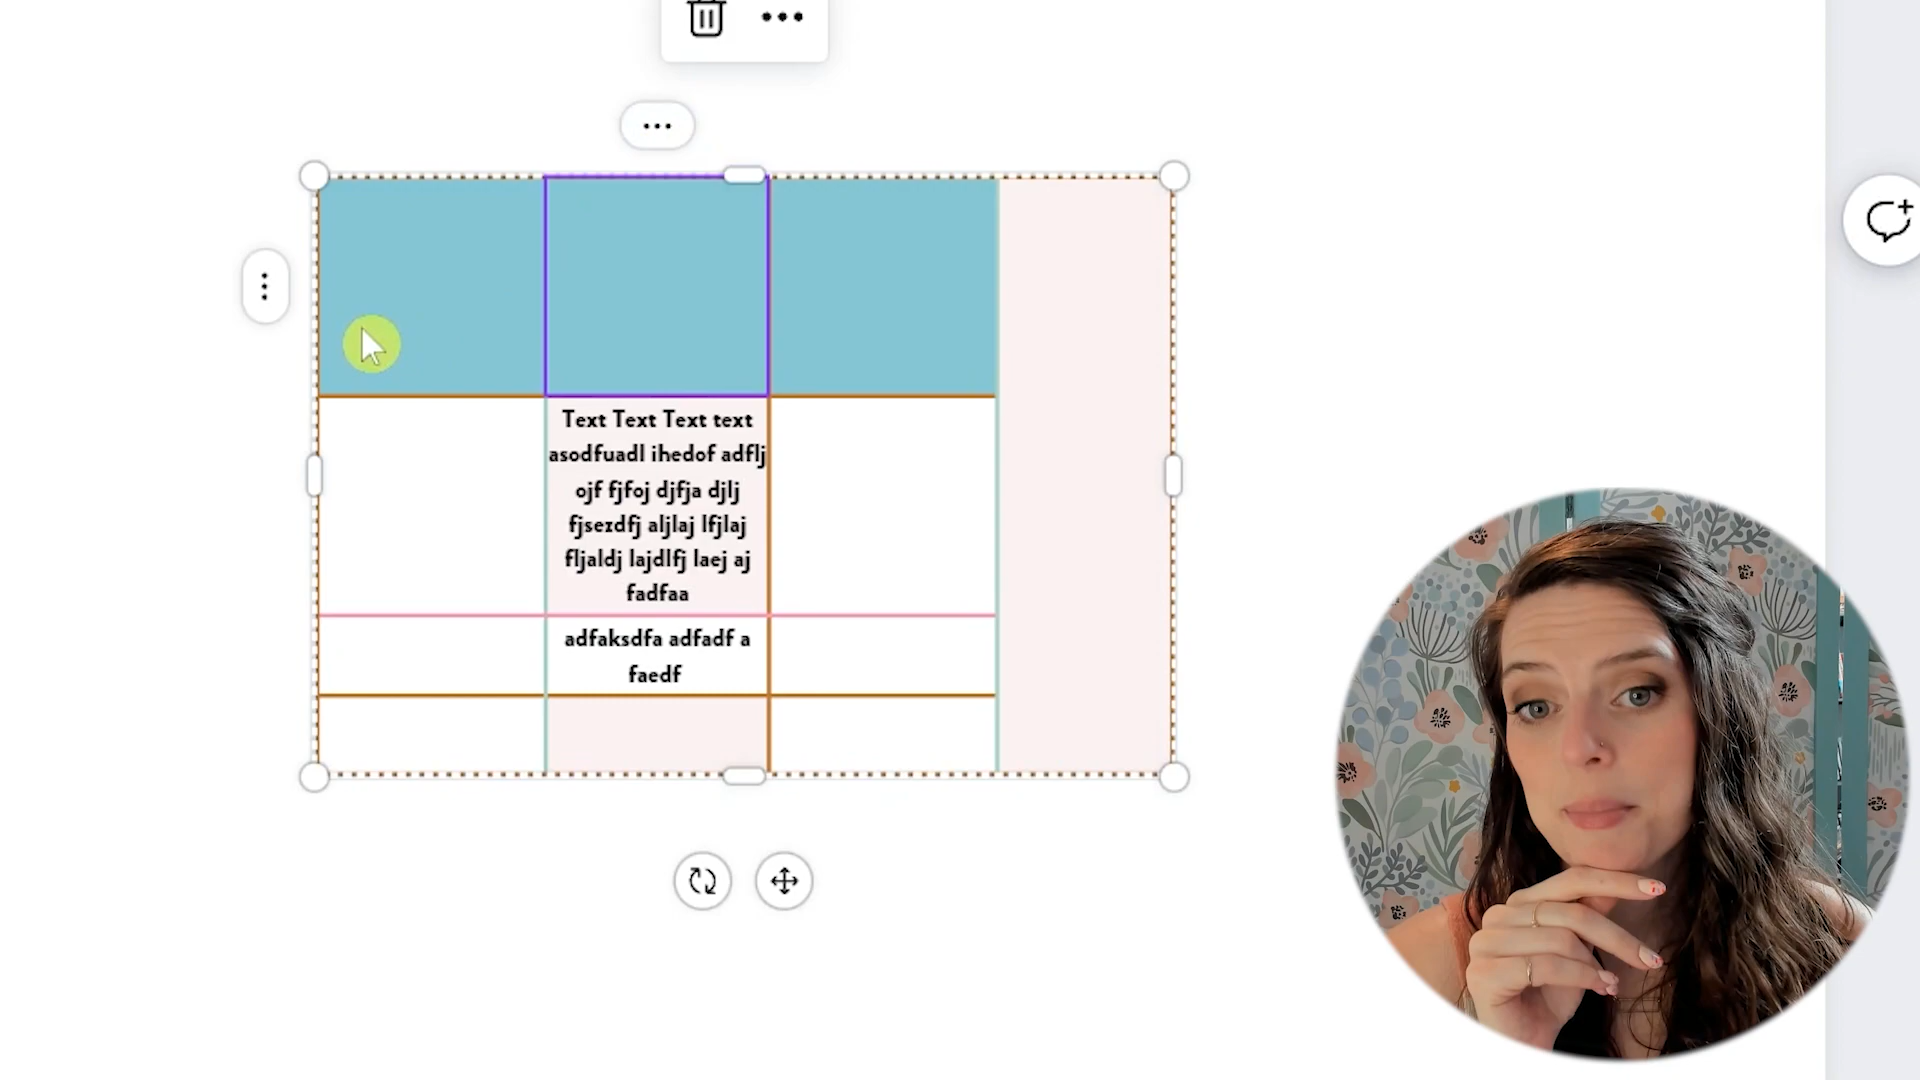 Text Text Text text
asodfuadl ihedof adflj
ojf fjfoj djfja djlj
fjsezdfj aljlaj lfjlaj
fljaldj lajdlfj laej aj
fadfaa
adfaksdfa adfadf a
faedf